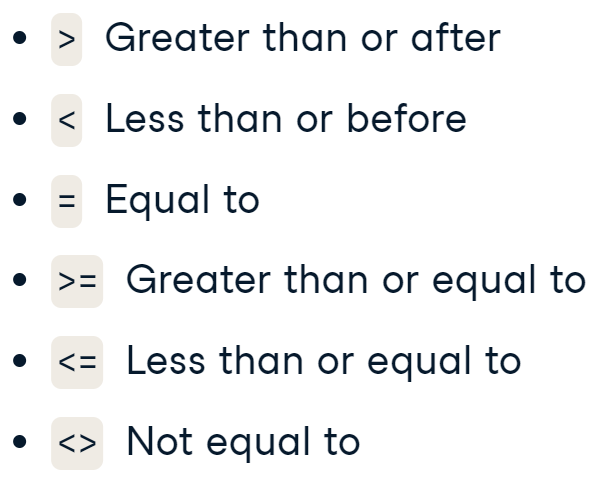 • > Greater than or after
• < Less than or before
• = Equal to
• >= Greater than or equal to
• <= Less than or equal to
• <> Not equal to